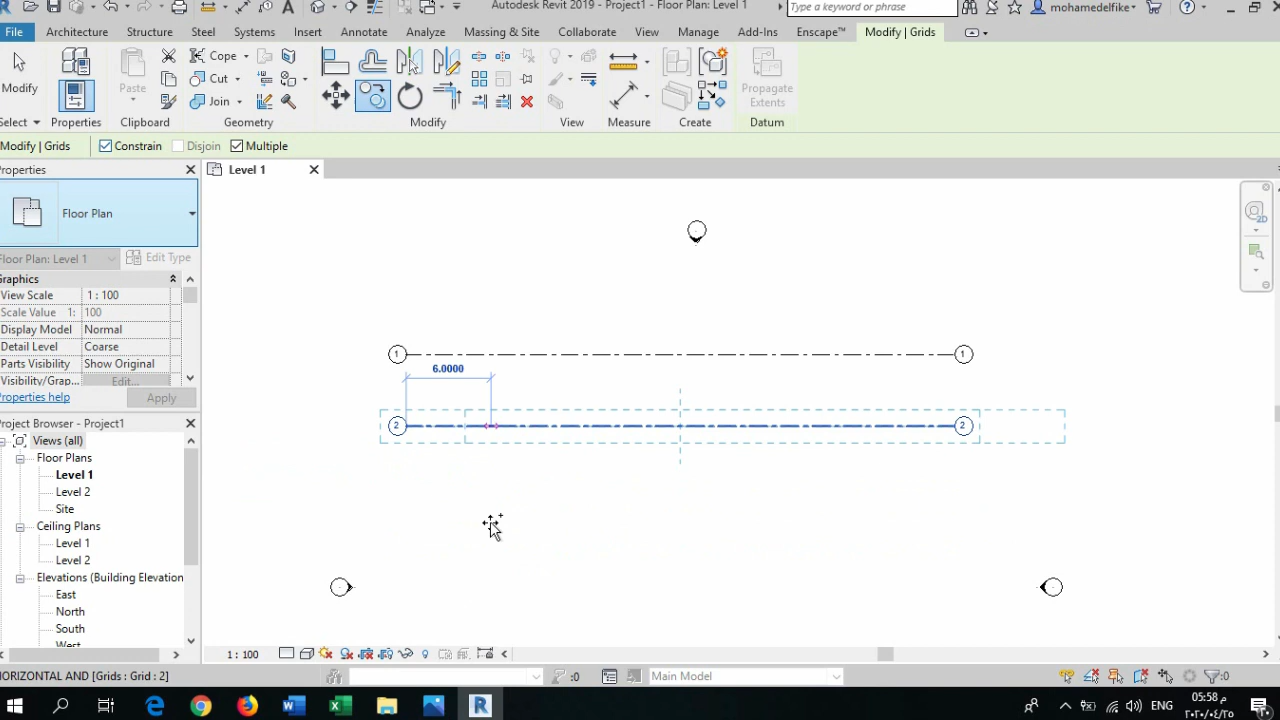 Autodesk Revit 2019 - Project1 - Floor Plan: Level 1
Type a keyword or phrase
mohamedelfike
File Architecture Structure Steel Systems Insert Annotate Analyze Massing & Site Collaborate View Manage Add-Ins Enscape™ Modify | Grids
Modify
Paste
Cope
Cut
Join
Propagate
Extents
Select Properties Clipboard Geometry Modify View Measure Create Datum
Modify | Grids Constrain Disjoin Multiple
Properties
Level 1
Floor Plan
2D
Floor Plan: Level 1 Edit Type
Graphics
View Scale 1 : 100
Scale Value 1: 100
Display Model Normal
Detail Level Coarse
Parts Visibility Show Original
Visibility/Grap... Edit...
Properties help Apply
1 1
6.0000
2 2
Project Browser - Project1
Views (all)
Floor Plans
Level 1
Level 2
Site
Ceiling Plans
Level 1
Level 2
Elevations (Building Elevation
East
North
South
West
1 : 100
HORIZONTAL AND [Grids : Grid : 2]
:0
Main Model
:0
ENG
05:58 م
٢٠٢٠/٠٤/٢٥